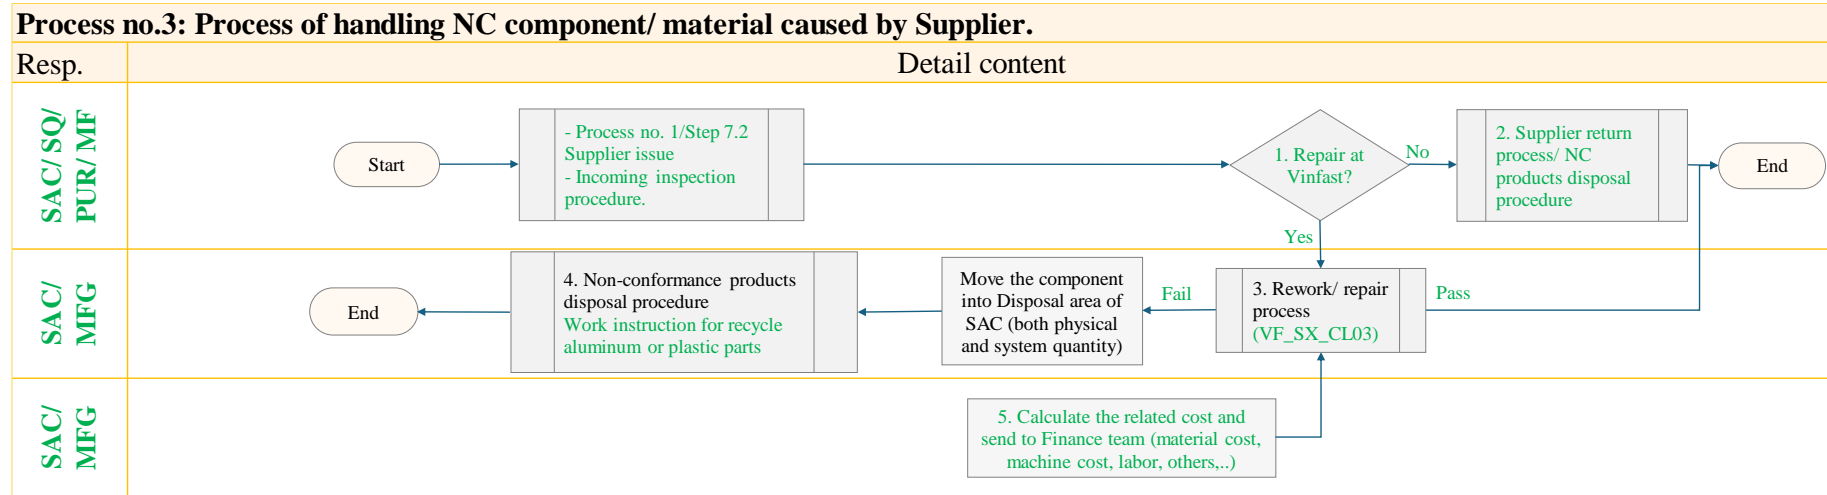 Process no.3: Process of handling NC component/ material caused by Supplier.
Resp.
Detail content
SAC/ SQ/
PUR/ MF
Start
- Process no. 1/Step 7.2
Supplier issue
- Incoming inspection
procedure.
1. Repair at
Vinfast?
No
2. Supplier return
process/ NC
products disposal
procedure
End
Yes
SAC/
MFG
End
4. Non-conformance products
disposal procedure
Work instruction for recycle
aluminum or plastic parts
Move the component
into Disposal area of
SAC (both physical
and system quantity)
Fail
3. Rework/ repair
process
(VF_SX_CL03)
Pass
SAC/
MFG
5. Calculate the related cost and
send to Finance team (material cost,
machine cost, labor, others,..)